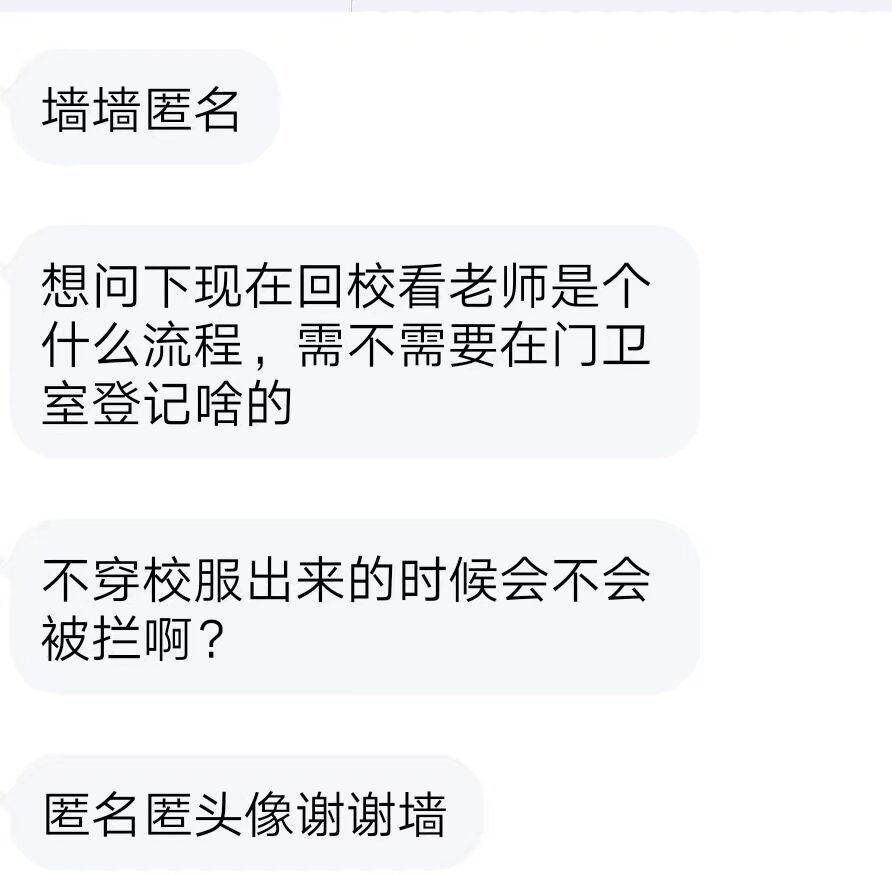 墙墙匿名
想问下现在回校看老师是个
什么流程，需不需要在门卫
室登记啥的
不穿校服出来的时候会不会
被拦啊？
匿名匿头像谢谢墙